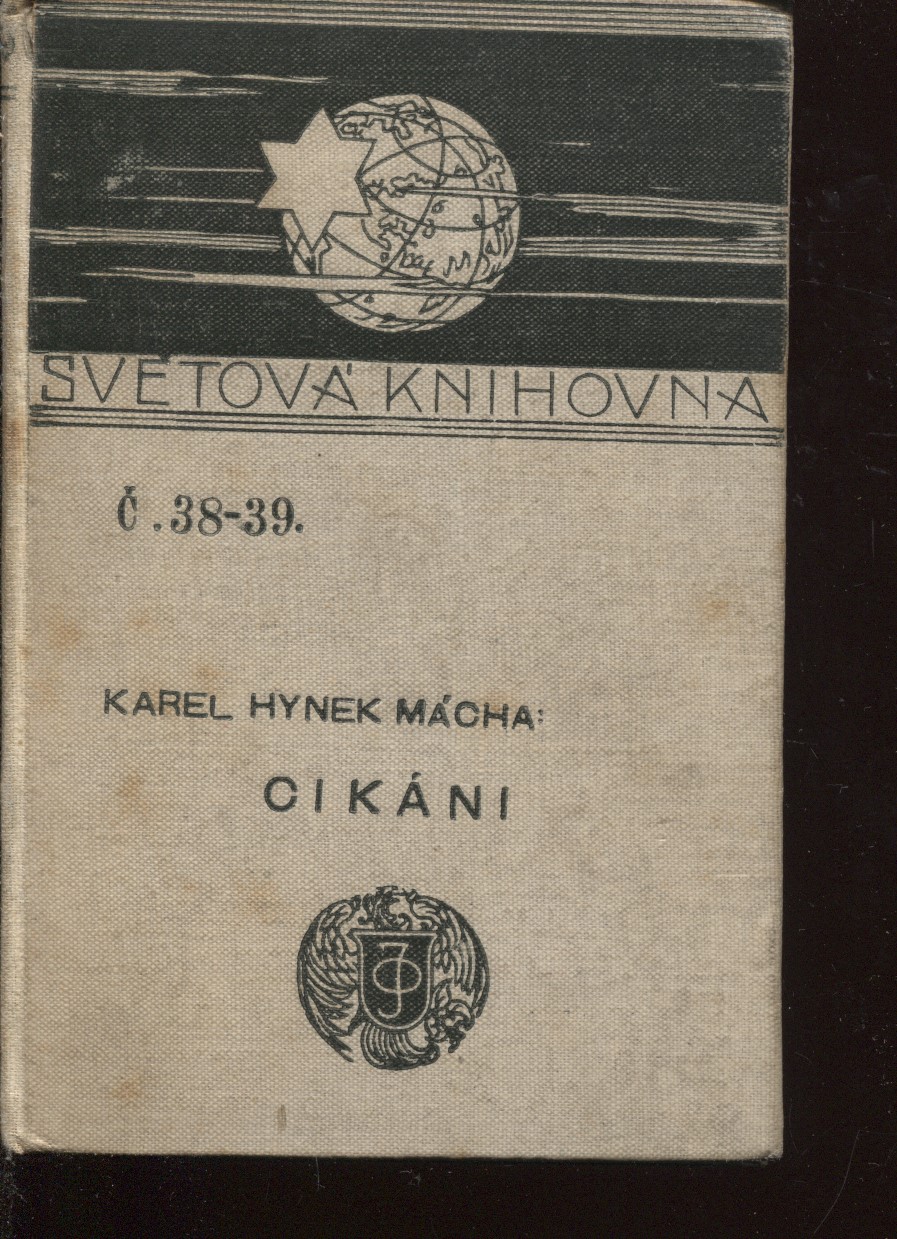 SVĚTOVÁ KNIHOVNA
Č.38-39.
KAREL HYNEK MÁCHA:
CIKÁNI